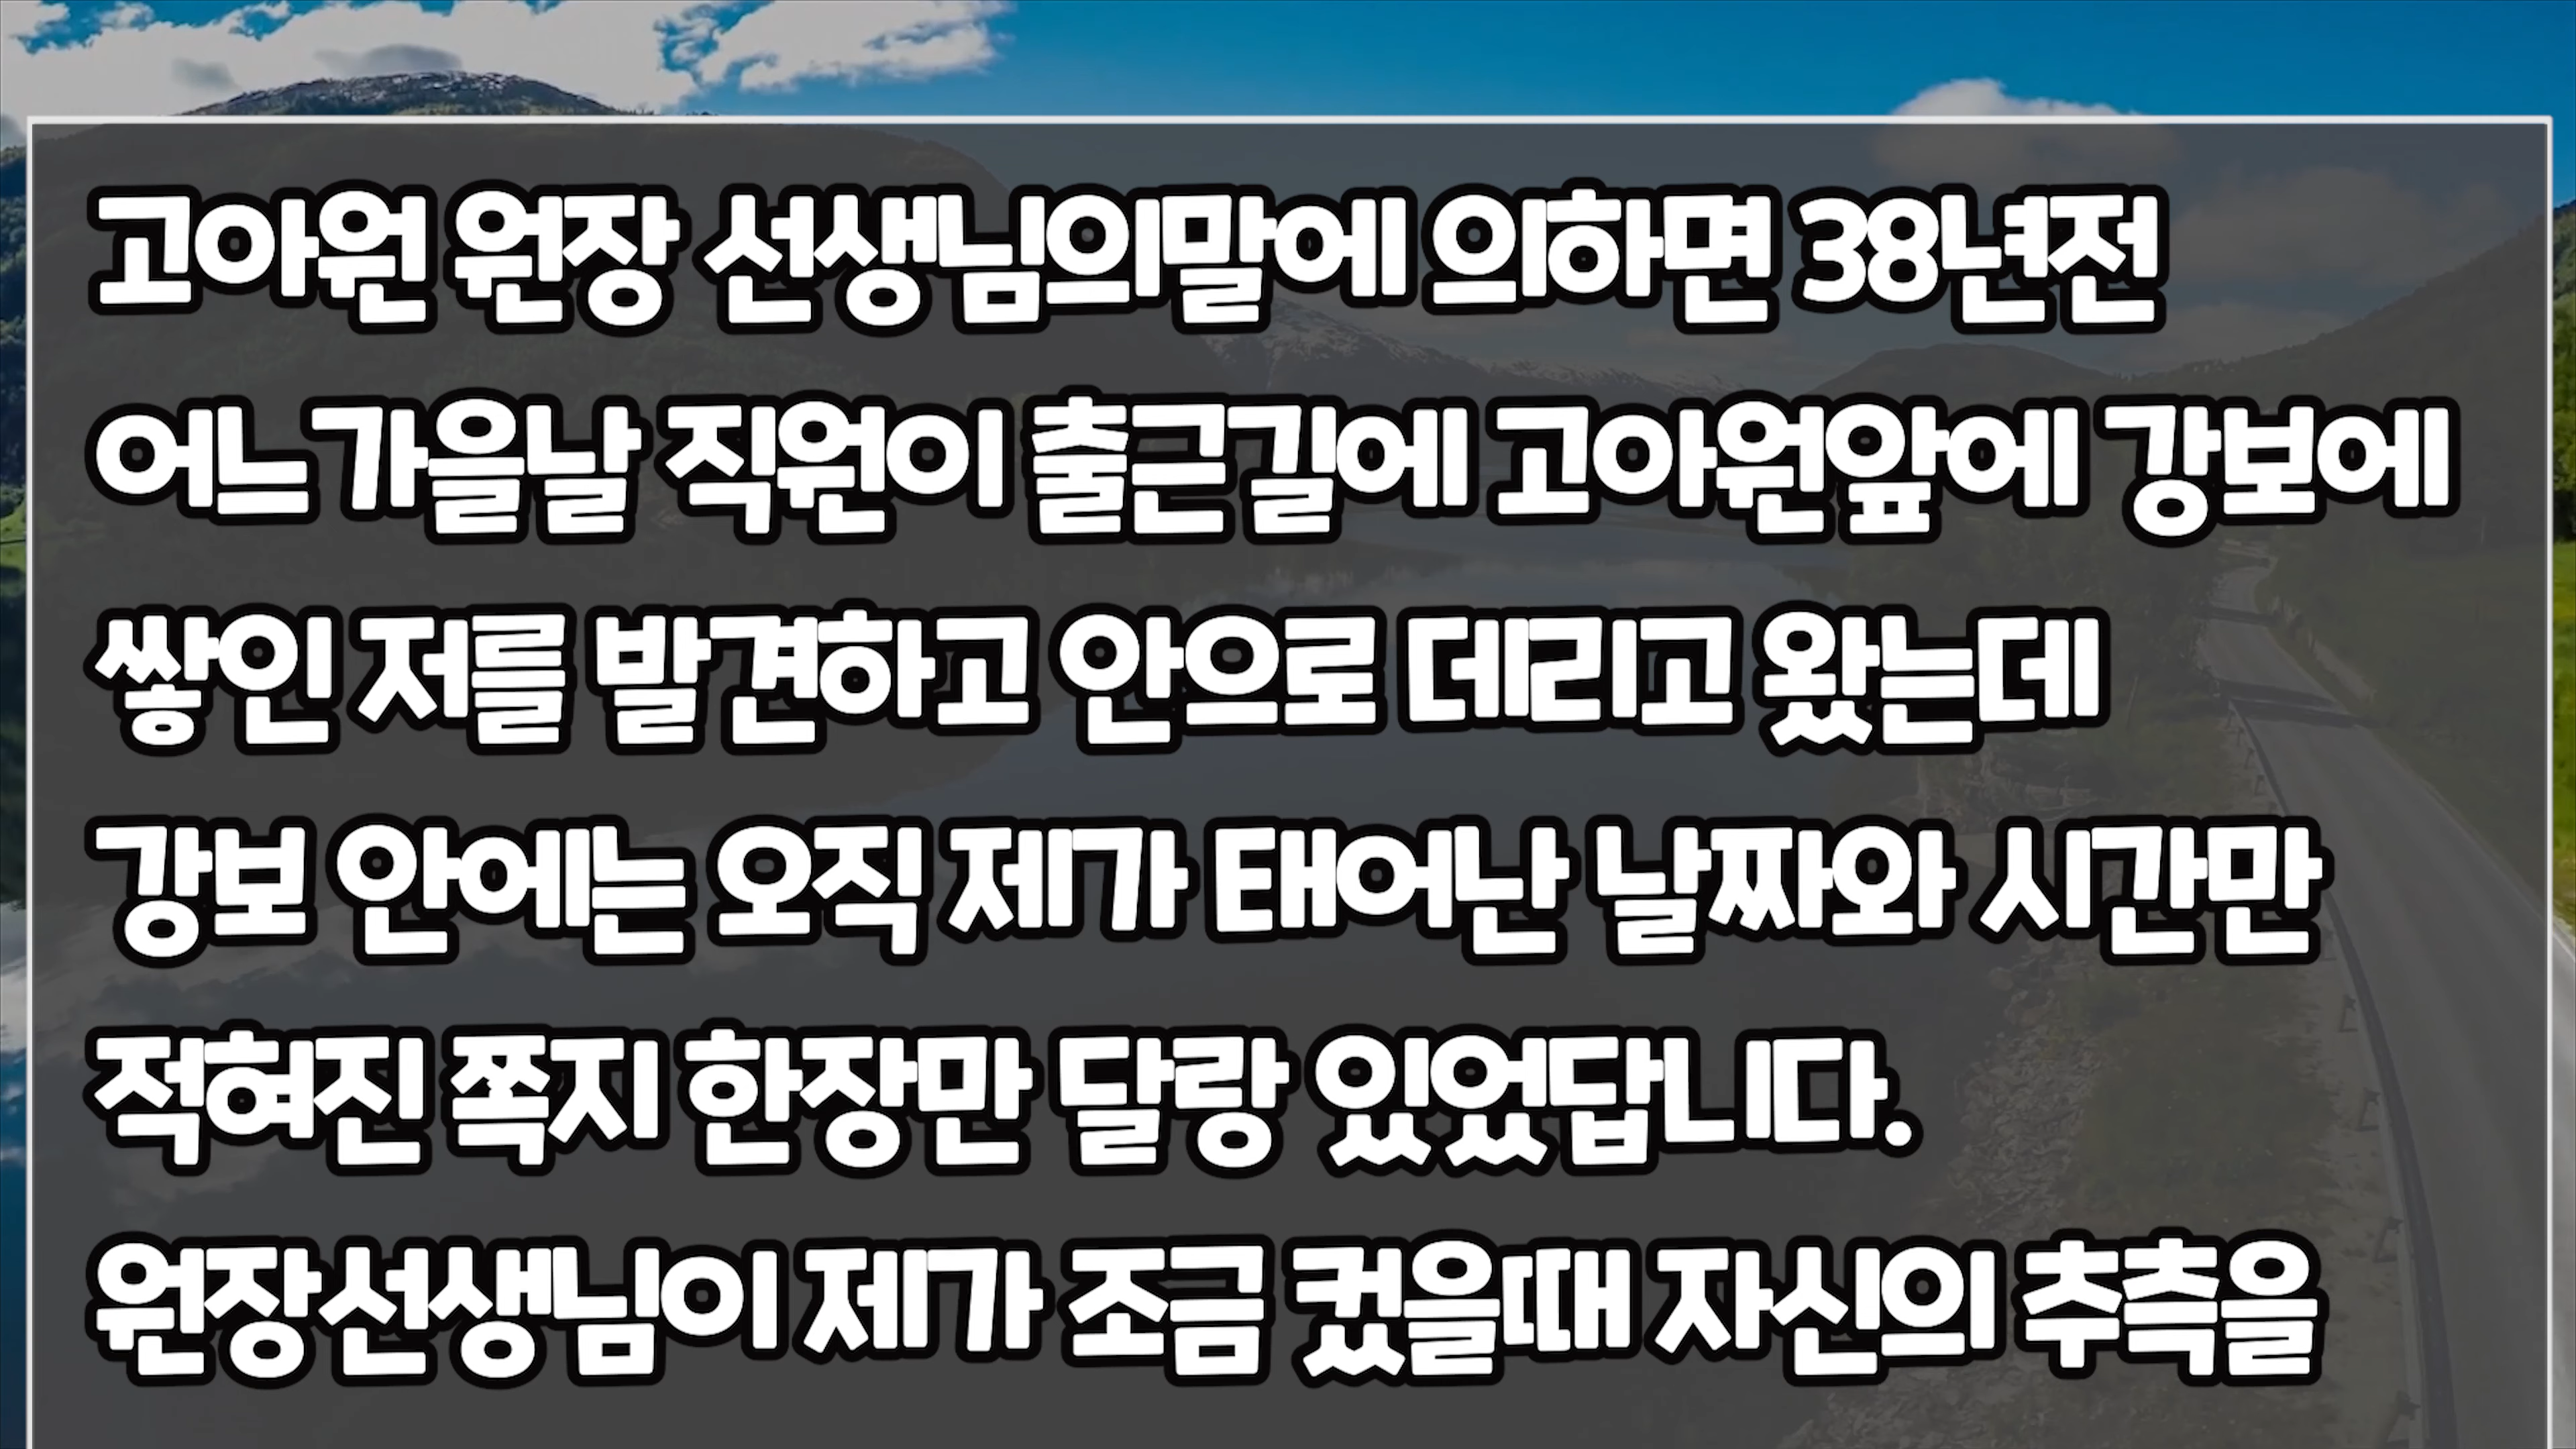 고아원 원장 선생님의말에 의하면 38년전
어느가을날 직원이 출근길에 고아원앞에 강보에
쌓인 저를 발견하고 안으로 데리고 왔는데
강보 안에는 오직 제가 태어난 날짜와 시간만
적혀진 쪽지 한장만 달랑 있었답니다.
원장선생님이 제가 조금 컸을때 자신의 추측을